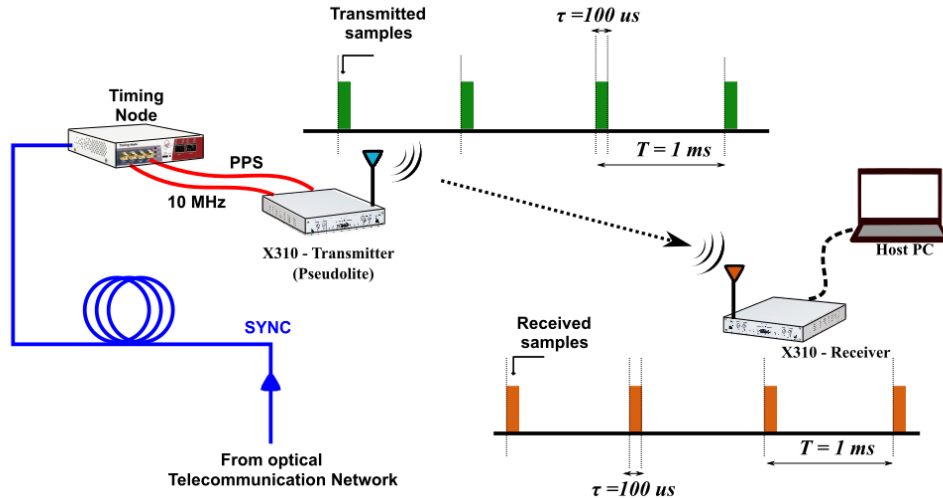 Transmitted
samples
τ =100 us
Timing
Node
T = 1 ms
PPS
10 MHz
X310 - Transmitter
(Pseudolite)
Host PC
SYNC
Received
samples
X310 - Receiver
T = 1 ms
From optical
Telecommunication Network
τ =100 us